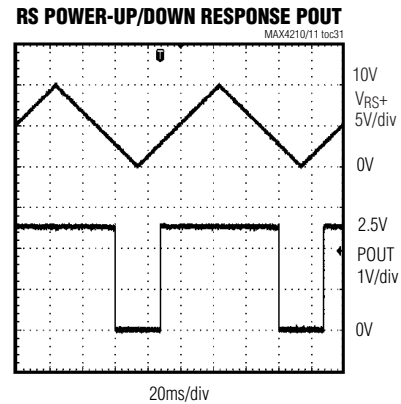 RS POWER-UP/DOWN RESPONSE POUT
MAX4210/11 toc31
T
10V
VRS+
5V/div
0V
2.5V
POUT
1V/div
0V
20ms/div